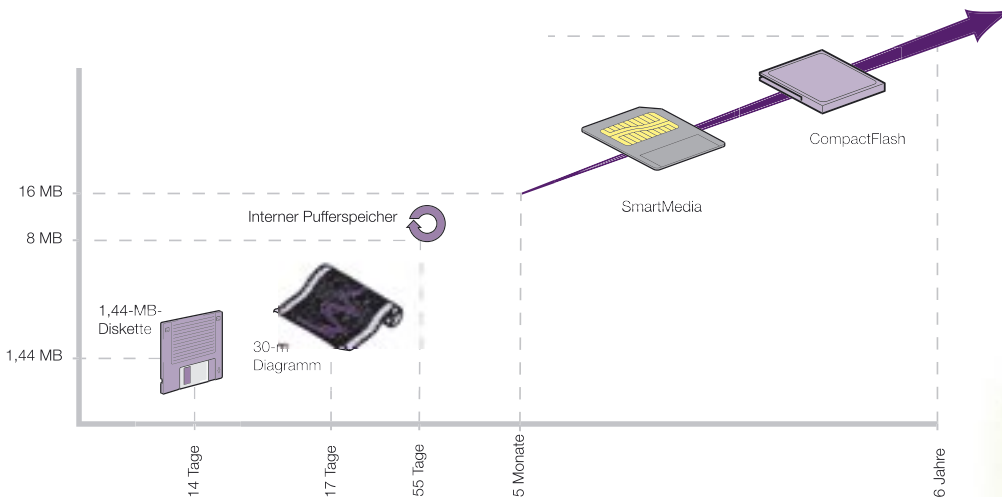 CompactFlash
16 MB
SmartMedia
Interner Pufferspeicher
8 MB
1,44-MB-
Diskette
30-m
Diagramm
1,44 MB
14 Tage
17 Tage
55 Tage
5 Monate
6 Jahre